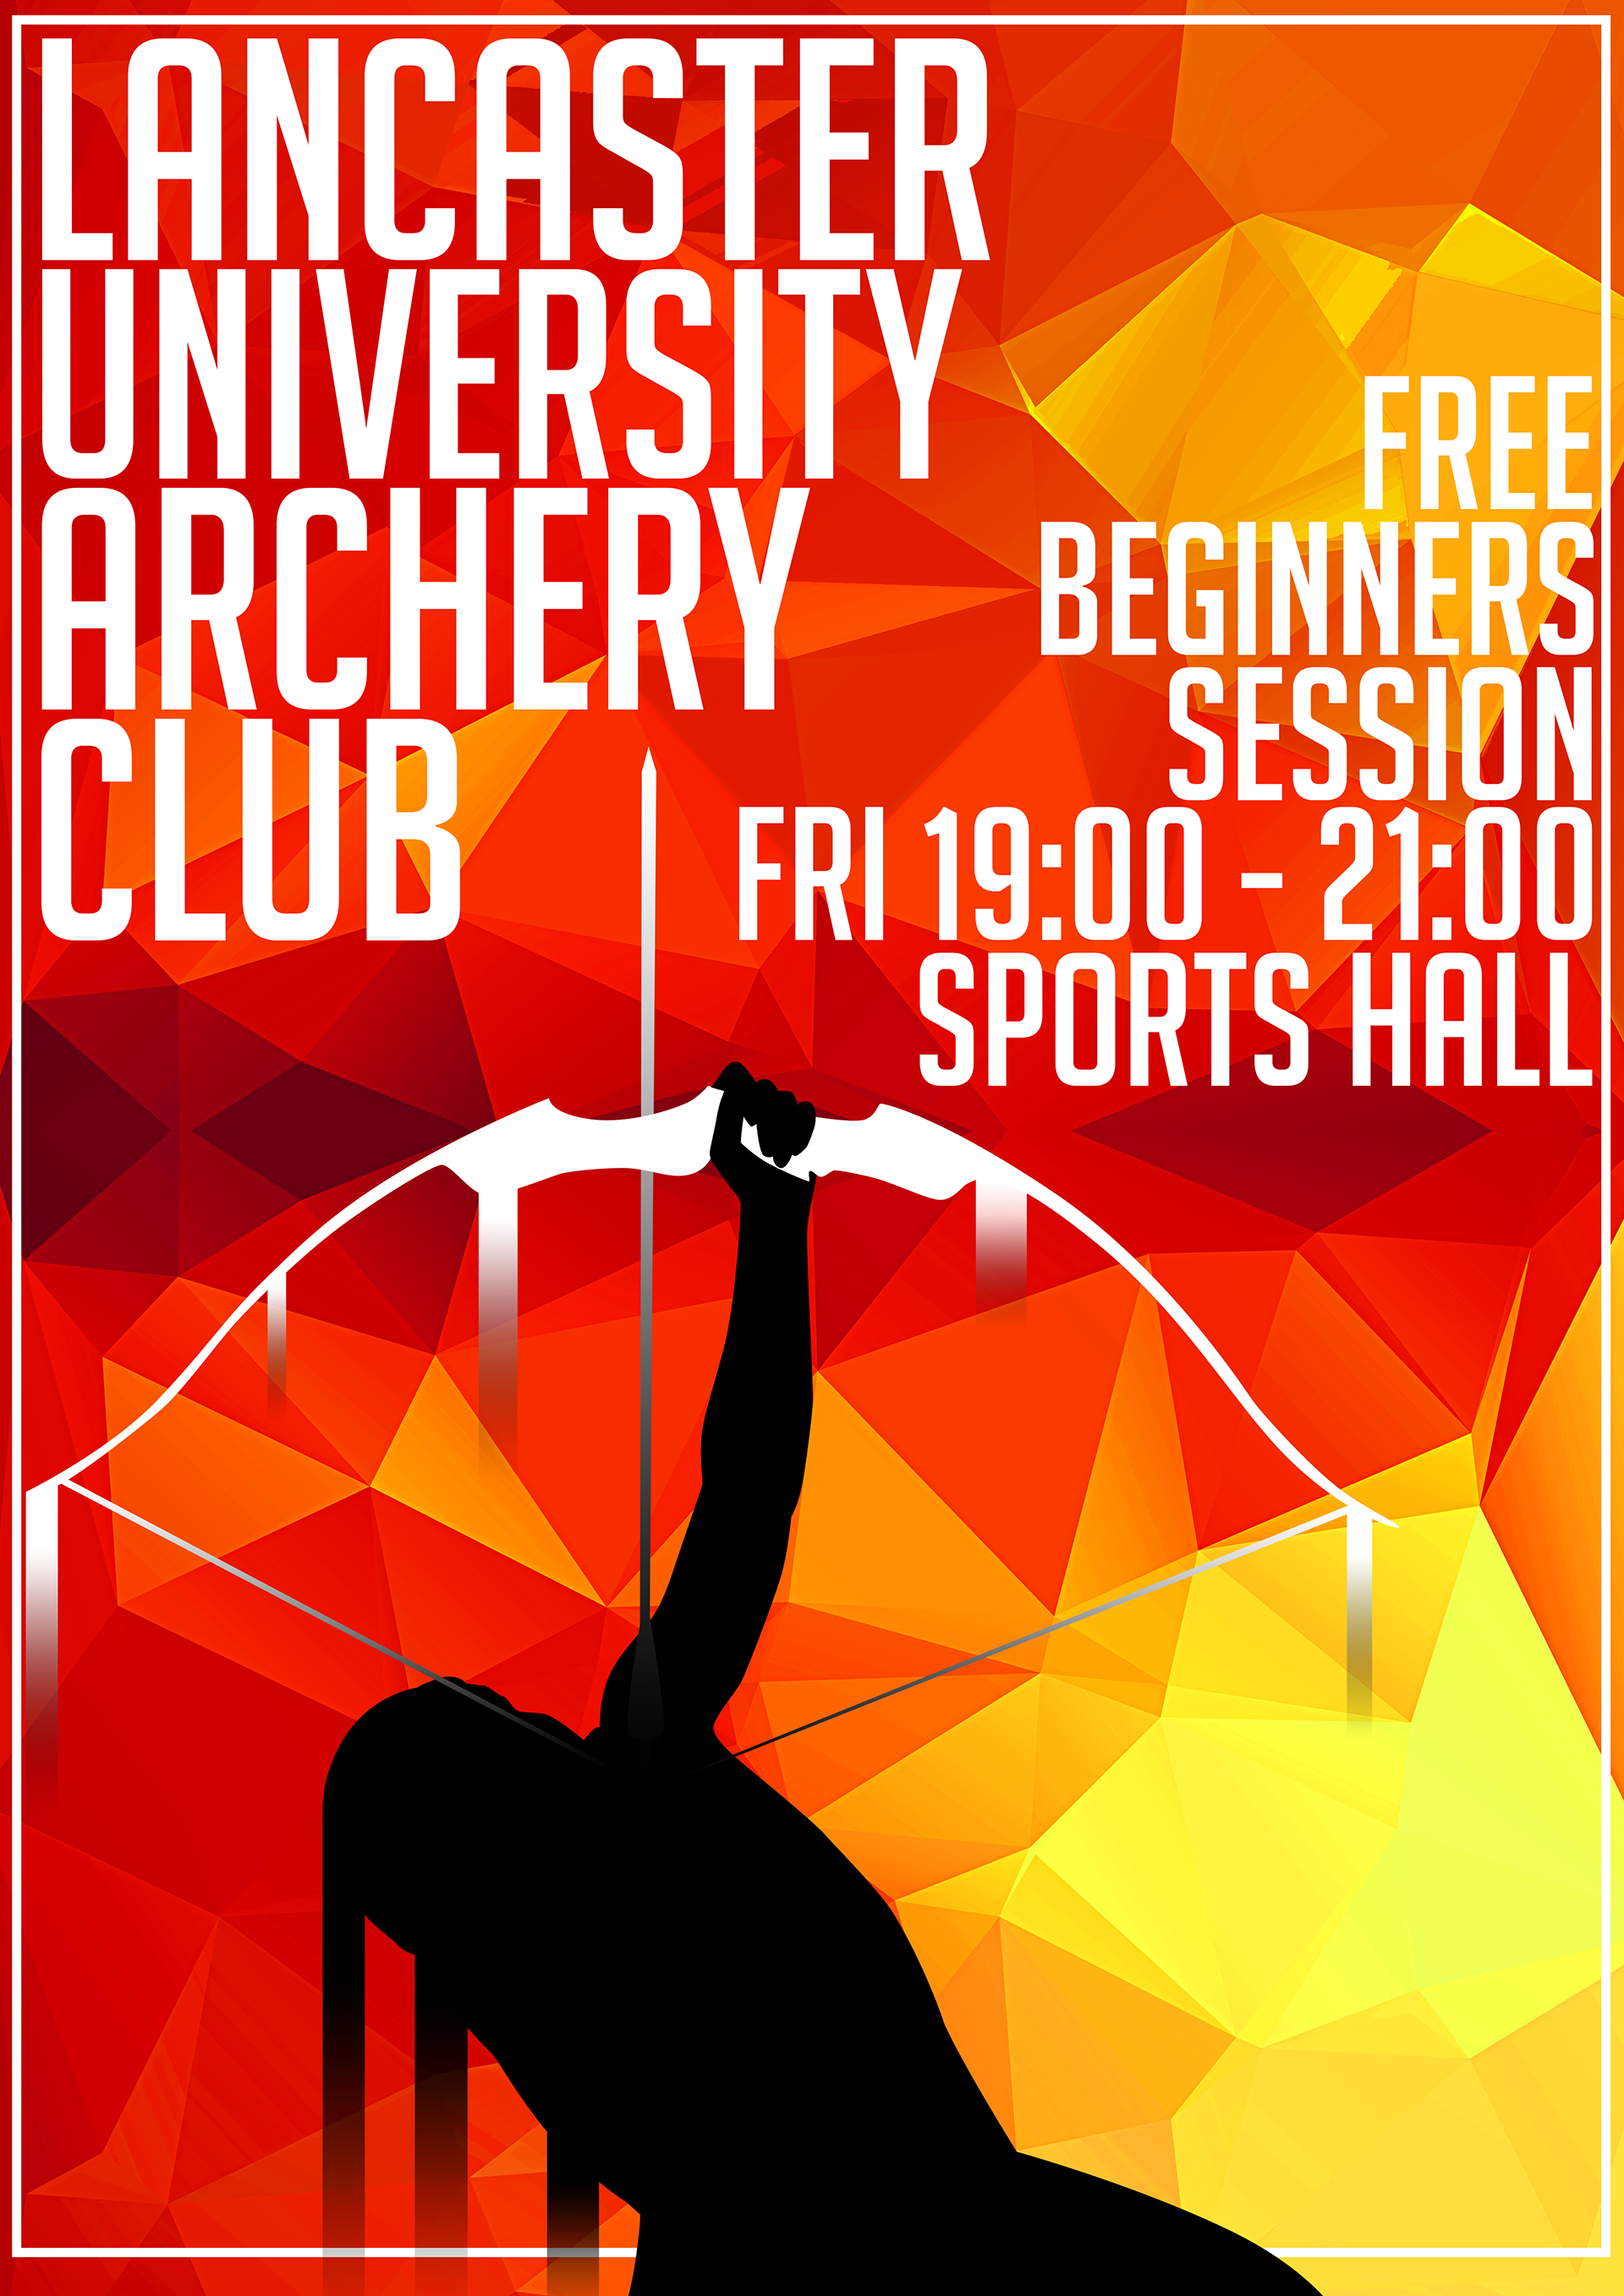 LANCASTER
UNIVERSITY
ARCHERY
CLUB
FREE
BEGINNERS
SESSION
FRI 19:00 - 21:00
SPORTS HALL